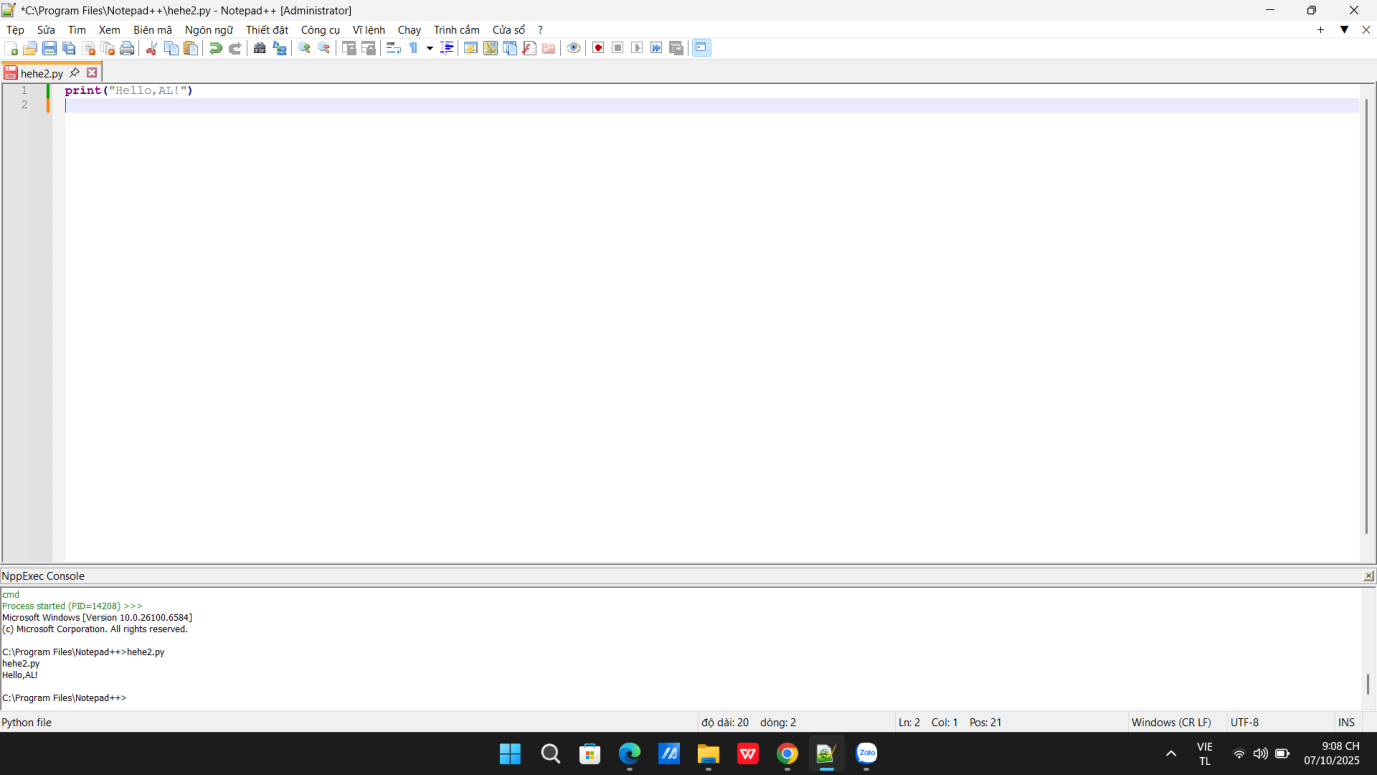 *C:\Program Files\Notepad++\hehe2.py - Notepad++ [Administrator]
Tệp Sửa Tìm Xem Biên mã Ngôn ngữ Thiết đặt Công cụ Vĩ lệnh Chạy Trình cắm Cửa sổ ?
hehe2.py
1 print("Hello,AL!")
2
NppExec Console
cmd
Process started (PID=14208) >>>
Microsoft Windows [Version 10.0.26100.6584]
(c) Microsoft Corporation. All rights reserved.
C:\Program Files\Notepad++>hehe2.py
hehe2.py
Hello,AL!
C:\Program Files\Notepad++>
Python file độ dài: 20 dòng: 2 Ln: 2 Col: 1 Pos: 21 Windows (CR LF) UTF-8 INS
Zalo
VIE
TL
9:08 CH
07/10/2025